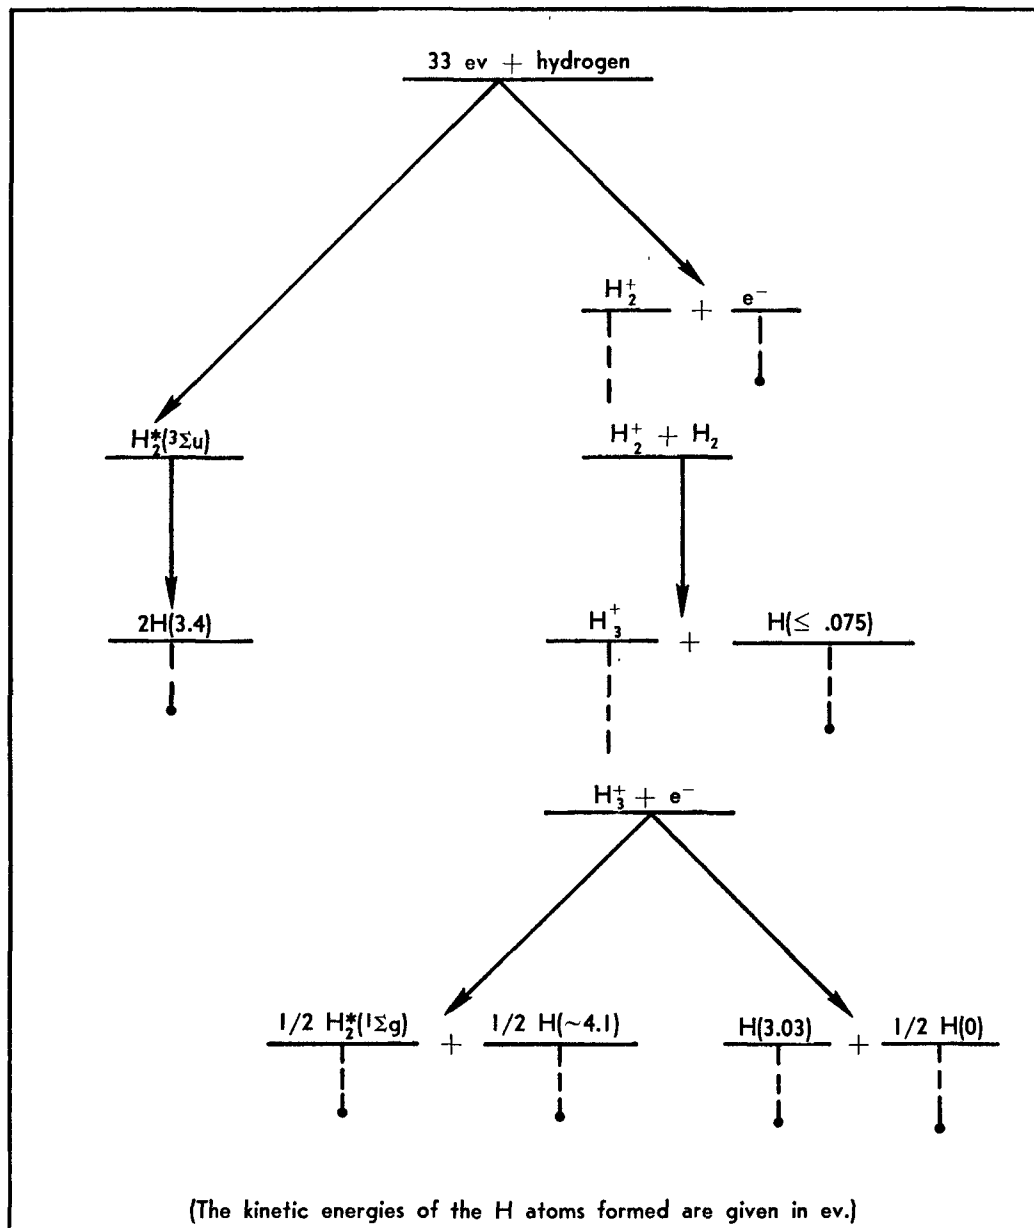 33 ev + hydrogen
H₂⁺ + e⁻
H₂*(³Σu)
H₂⁺ + H₂
2H(3.4)
H₃⁺ + H(≤ .075)
H₃⁺ + e⁻
1/2 H₂*(¹Σg) + 1/2 H(~4.1)
H(3.03) + 1/2 H(0)
(The kinetic energies of the H atoms formed are given in ev.)